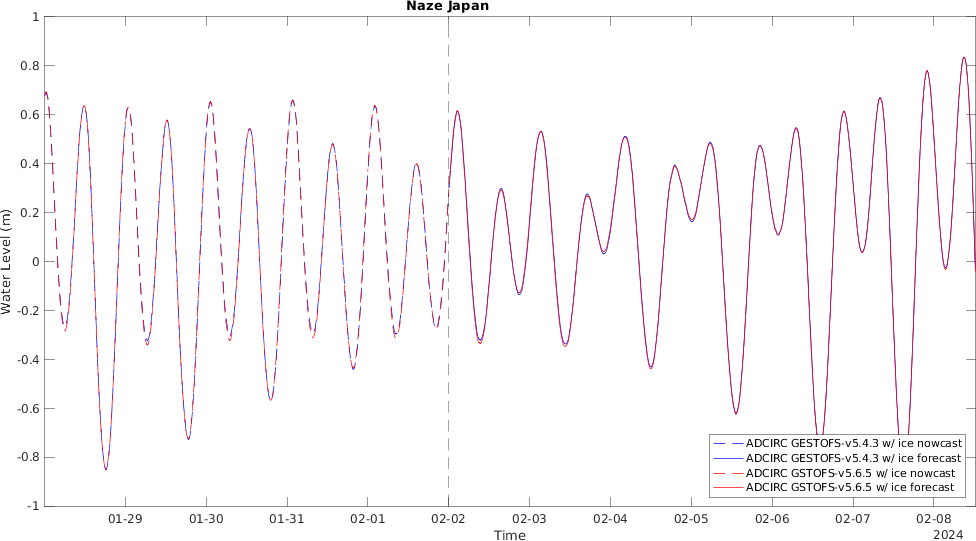 Naze Japan
1
0.8
0.6
0.4
0.2
0
-0.2
-0.4
-0.6
-0.8
-1
Water Level (m)
ADCIRC GESTOFS-v5.4.3 w/ ice nowcast
ADCIRC GESTOFS-v5.4.3 w/ ice forecast
ADCIRC GSTOFS-v5.6.5 w/ ice nowcast
ADCIRC GSTOFS-v5.6.5 w/ ice forecast
01-29 01-30 01-31 02-01 02-02 02-03 02-04 02-05 02-06 02-07 02-08
Time
2024